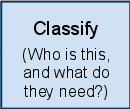 Classify
(Who is this,
and what do
they need?)